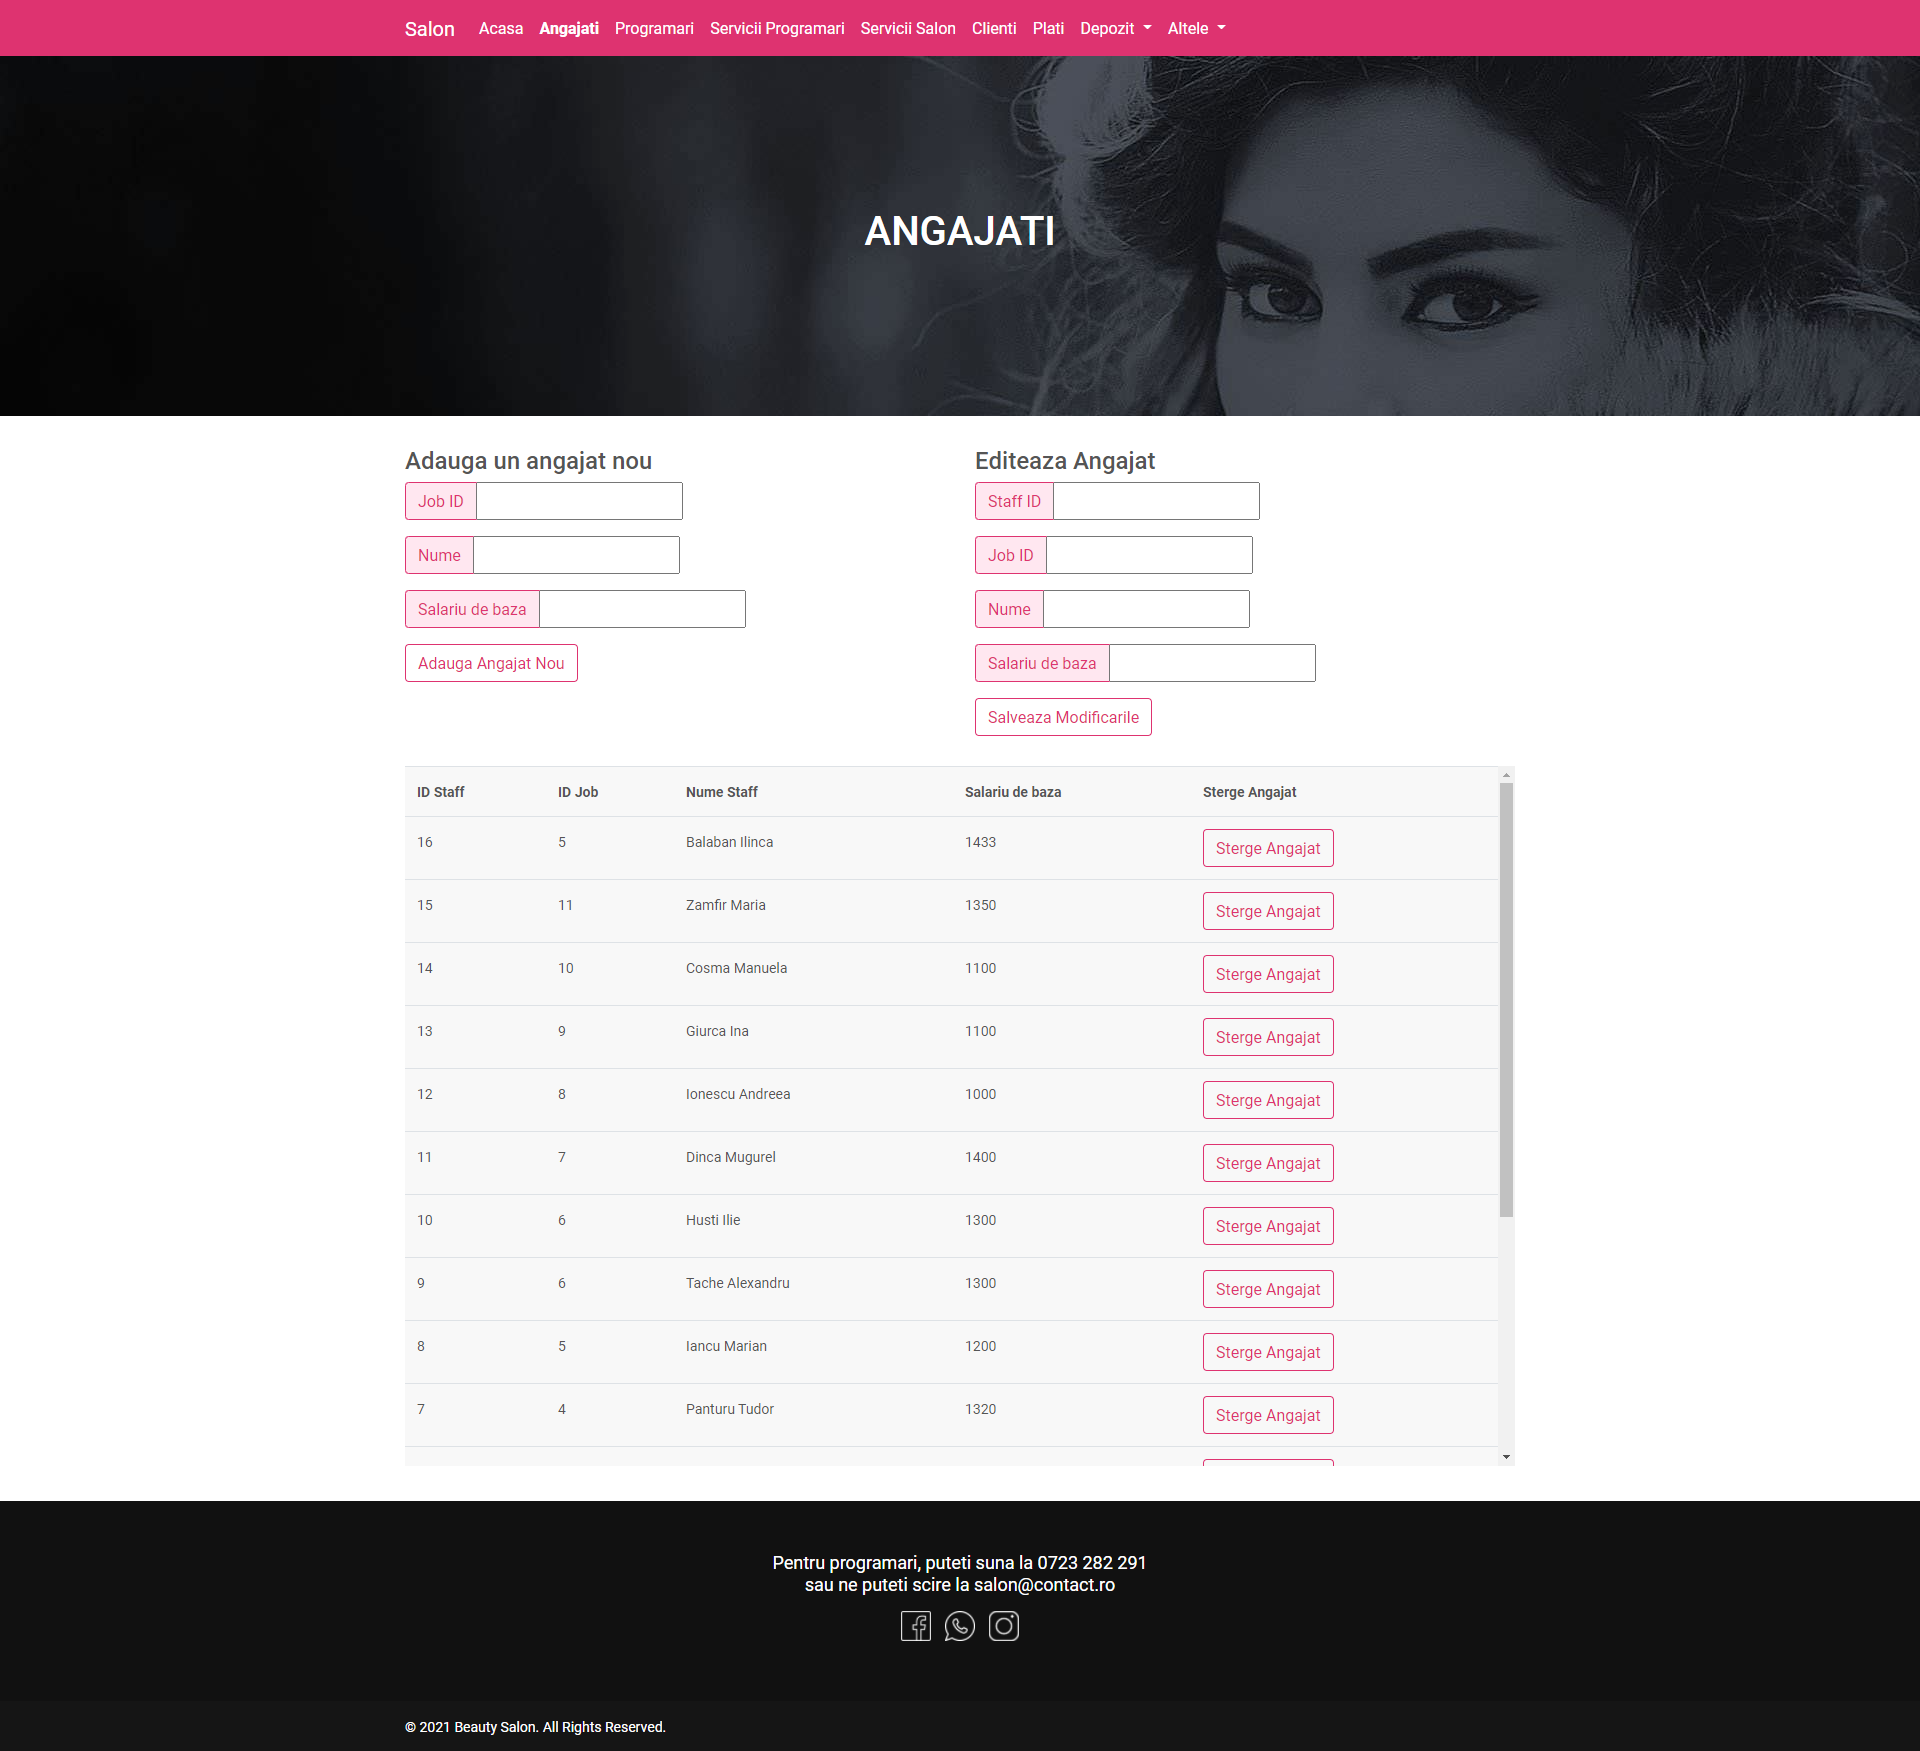 Salon Acasa Angajati Programari Servicii Programari Servicii Salon Clienti Plati Depozit Altele
ANGAJATI
Adauga un angajat nou
Job ID
Nume
Salariu de baza
Adauga Angajat Nou
Editeaza Angajat
Staff ID
Job ID
Nume
Salariu de baza
Salveaza Modificarile
ID Staff ID Job Nume Staff Salariu de baza Sterge Angajat
16 5 Balaban Ilinca 1433 Sterge Angajat
15 11 Zamfir Maria 1350 Sterge Angajat
14 10 Cosma Manuela 1100 Sterge Angajat
13 9 Giurca Ina 1100 Sterge Angajat
12 8 Ionescu Andreea 1000 Sterge Angajat
11 7 Dinca Mugurel 1400 Sterge Angajat
10 6 Husti Ilie 1300 Sterge Angajat
9 6 Tache Alexandru 1300 Sterge Angajat
8 5 Iancu Marian 1200 Sterge Angajat
7 4 Panturu Tudor 1320 Sterge Angajat
Pentru programari, puteti suna la 0723 282 291
sau ne puteti scire la salon@contact.ro
© 2021 Beauty Salon. All Rights Reserved.